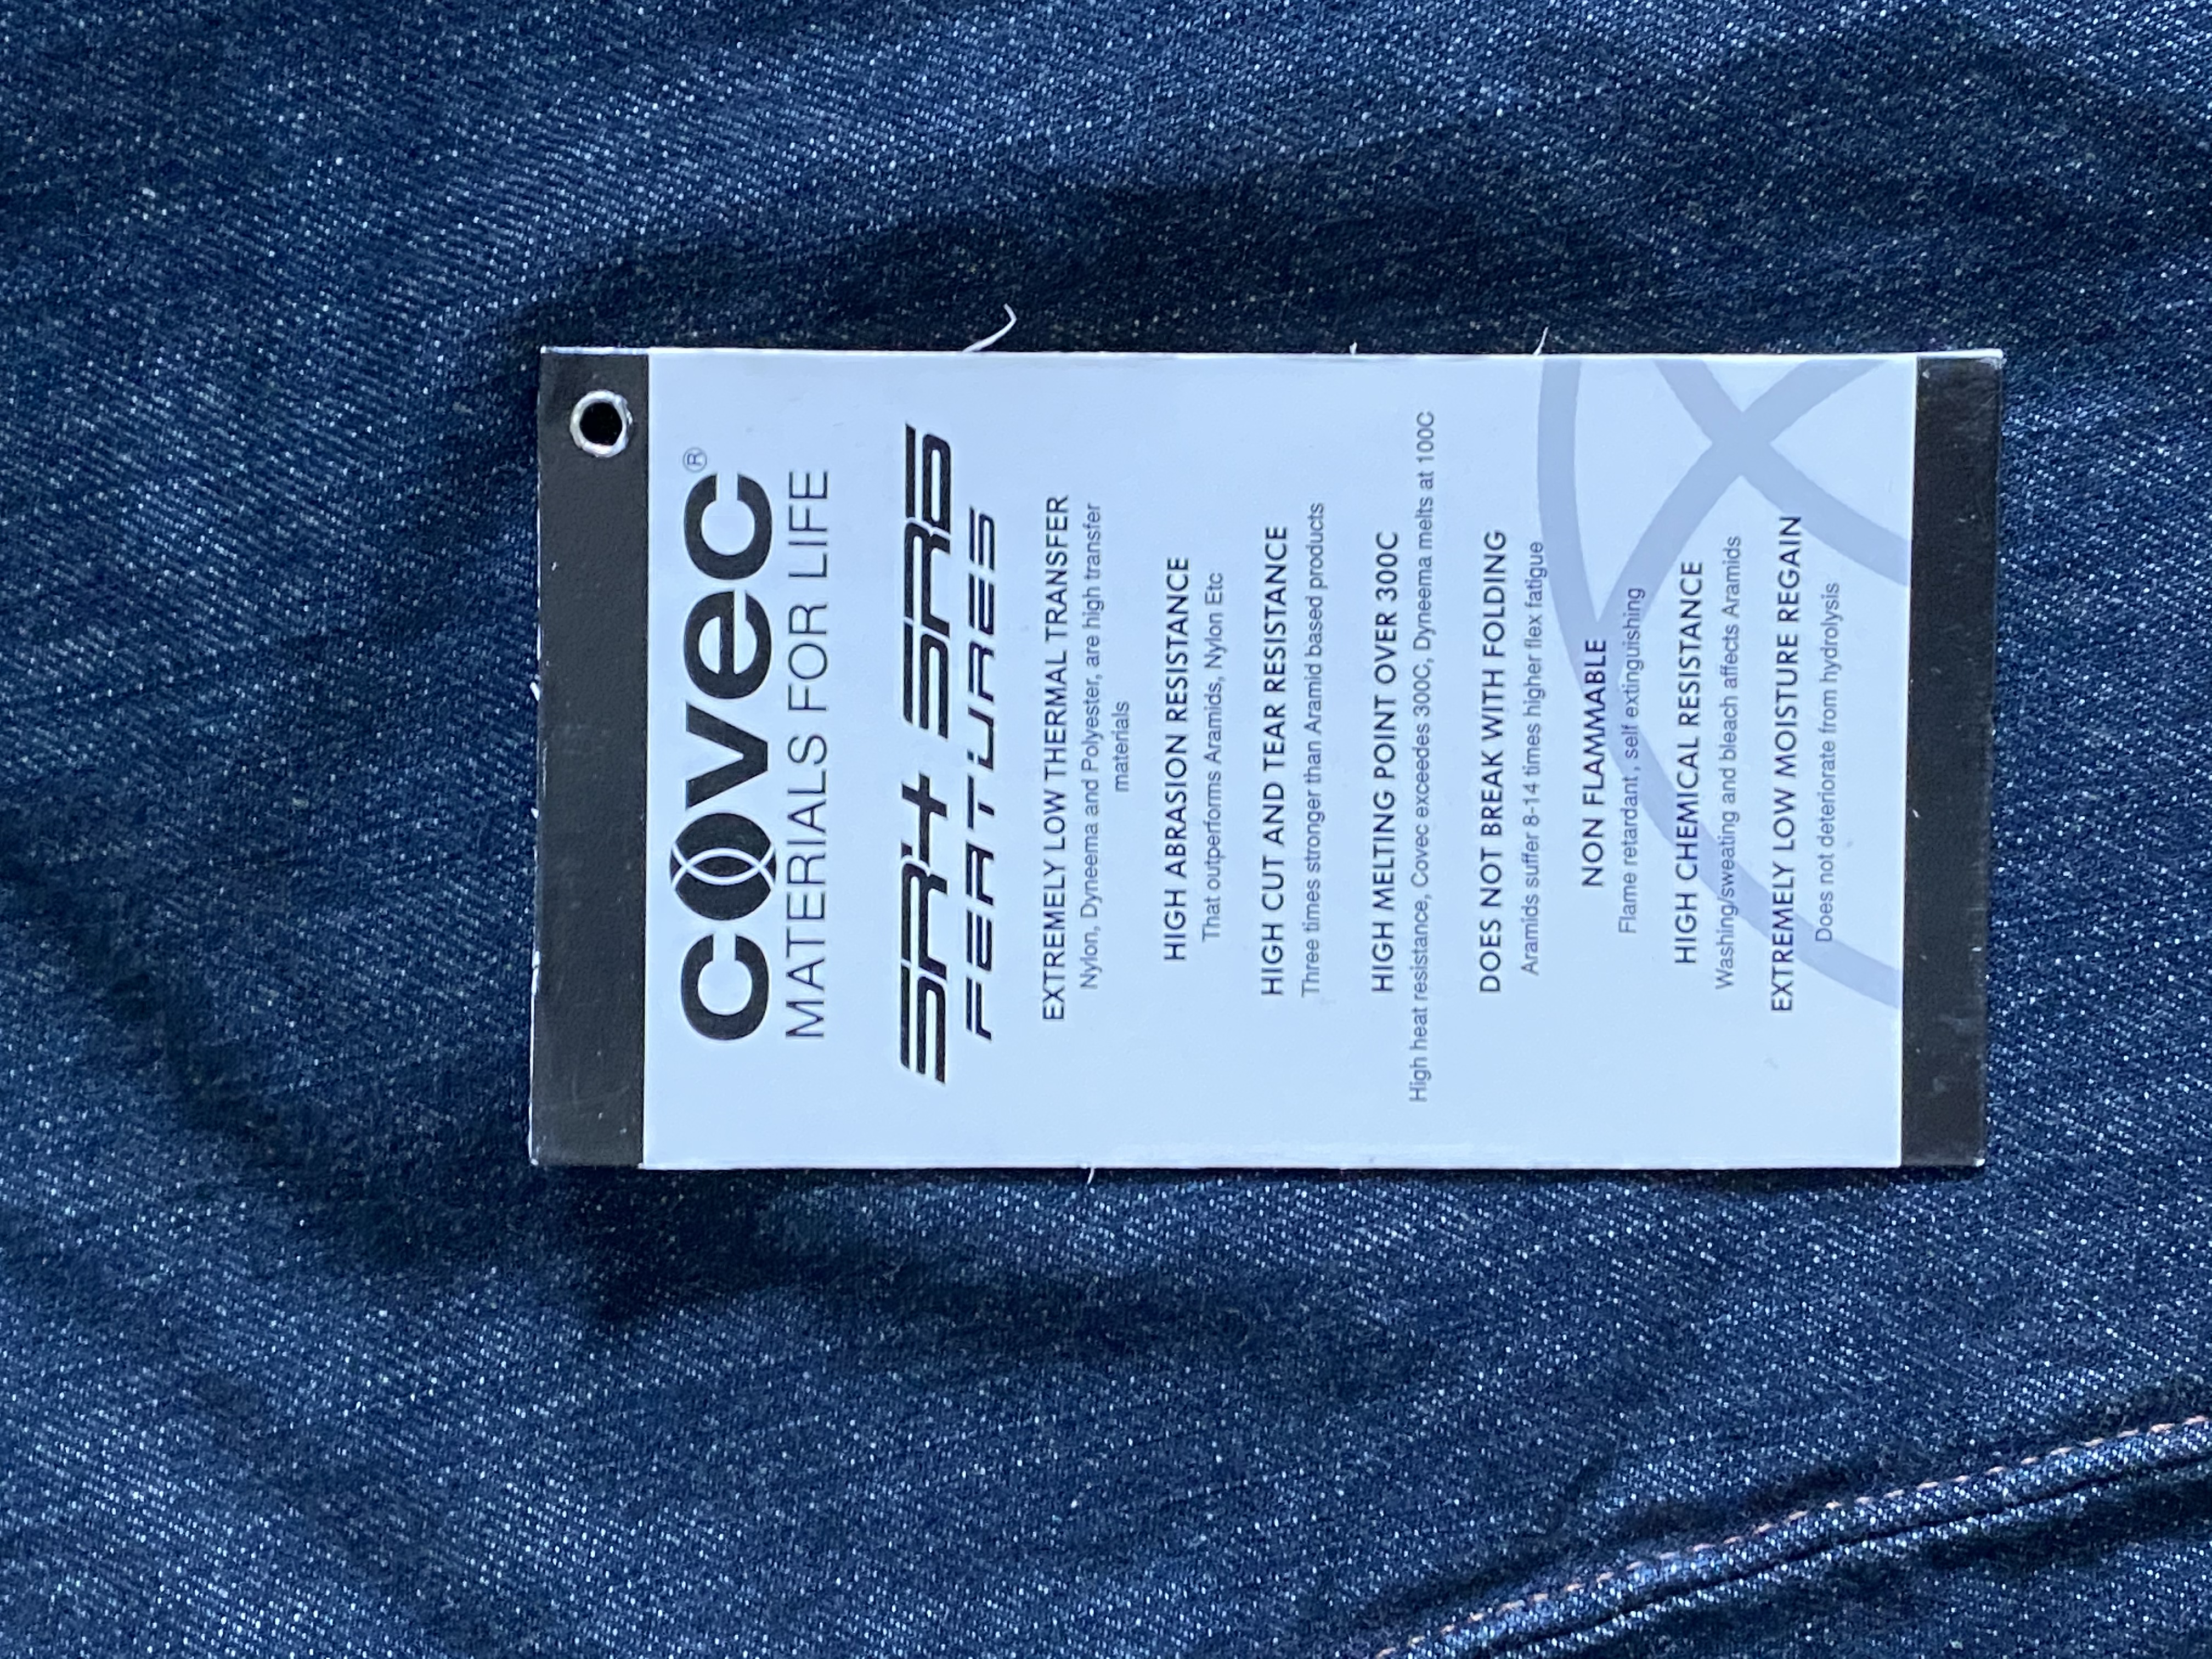 covec®
MATERIALS FOR LIFE
SR4 SR6
FEATURES
EXTREMELY LOW THERMAL TRANSFER
Nylon, Dyneema and Polyester, are high transfer
materials
HIGH ABRASION RESISTANCE
That outperforms Aramids, Nylon Etc
HIGH CUT AND TEAR RESISTANCE
Three times stronger than Aramid based products
HIGH MELTING POINT OVER 300C
High heat resistance, Covec exceedes 300C, Dyneema melts at 100C
DOES NOT BREAK WITH FOLDING
Aramids suffer 8-14 times higher flex fatigue
NON FLAMMABLE
Flame retardant , self extinguishing
HIGH CHEMICAL RESISTANCE
Washing/sweating and bleach affects Aramids
EXTREMELY LOW MOISTURE REGAIN
Does not deteriorate from hydrolysis